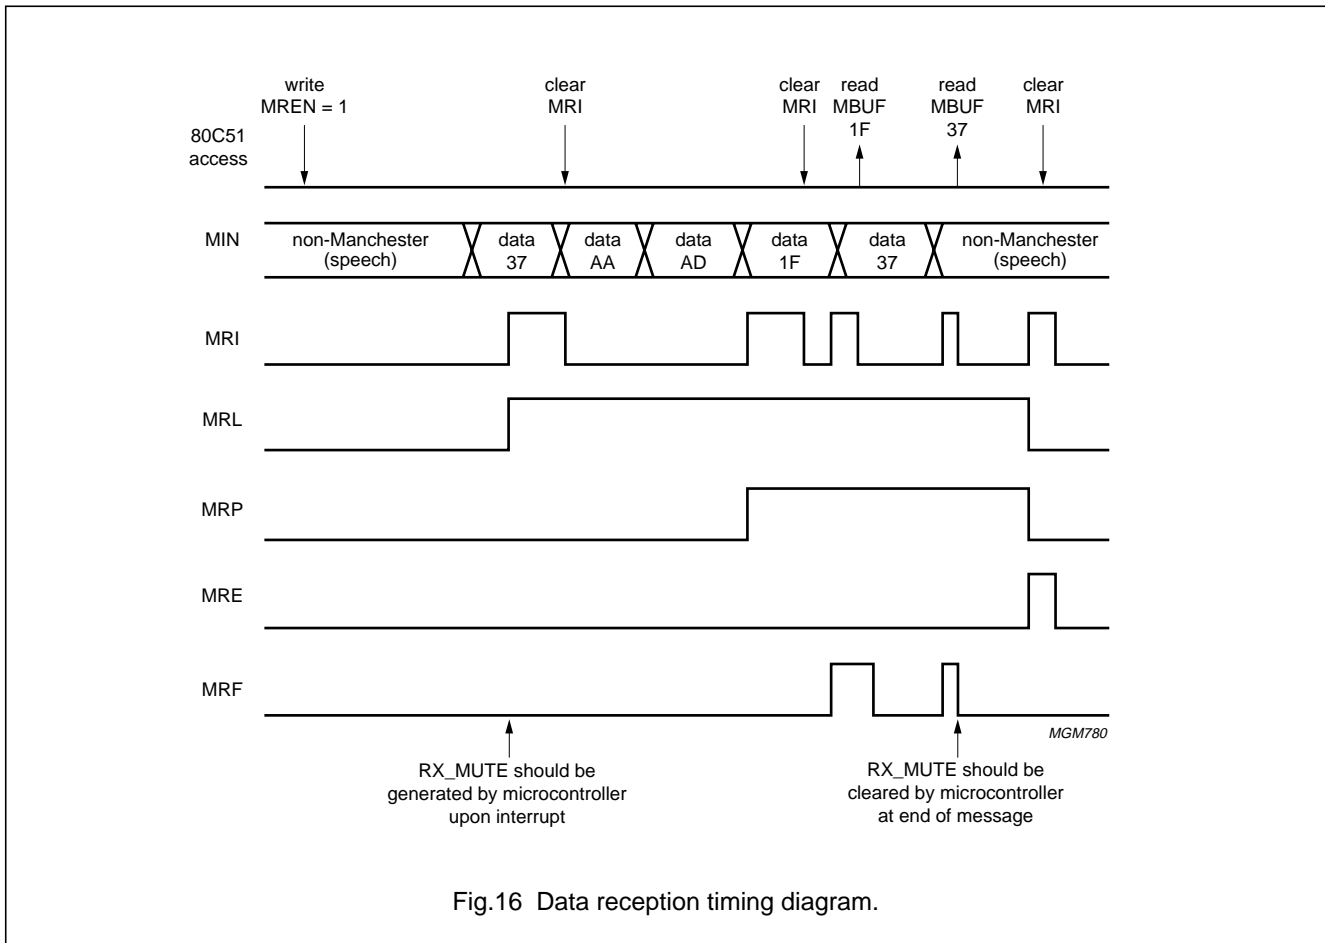 write
MREN = 1
clear
MRI
clear
MRI
read
MBUF
1F
read
MBUF
37
clear
MRI
80C51
access
MIN
non-Manchester
(speech)
data
37
data
AA
data
AD
data
1F
data
37
non-Manchester
(speech)
MRI
MRL
MRP
MRE
MRF
MGM780
RX_MUTE should be
generated by microcontroller
upon interrupt
RX_MUTE should be
cleared by microcontroller
at end of message
Fig.16 Data reception timing diagram.